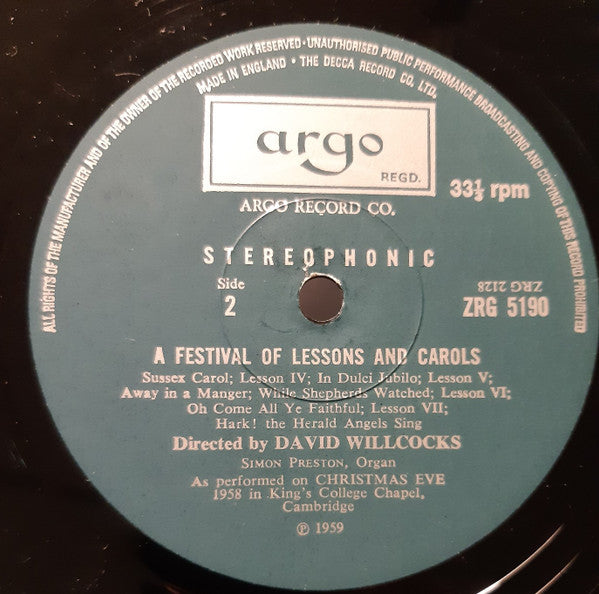 ALL RIGHTS OF THE MANUFACTURER AND OF THE OWNER OF THE RECORDED WORK RESERVED · UNAUTHORISED PUBLIC PERFORMANCE BROADCASTING AND COPYING OF THIS RECORD PROHIBITED
MADE IN ENGLAND • THE DECCA RECORD CO. LTD.
argo
REGD.
33⅓ rpm
ARGO RECORD CO.
STEREOPHONIC
Side
2
ZRG 2128
ZRG 5190
A FESTIVAL OF LESSONS AND CAROLS
Sussex Carol; Lesson IV; In Dulci Jubilo; Lesson V;
Away in a Manger; While Shepherds Watched; Lesson VI;
Oh Come All Ye Faithful; Lesson VII;
Hark! the Herald Angels Sing
Directed by DAVID WILLCOCKS
SIMON PRESTON, Organ
As performed on CHRISTMAS EVE
1958 in King's College Chapel,
Cambridge
℗ 1959